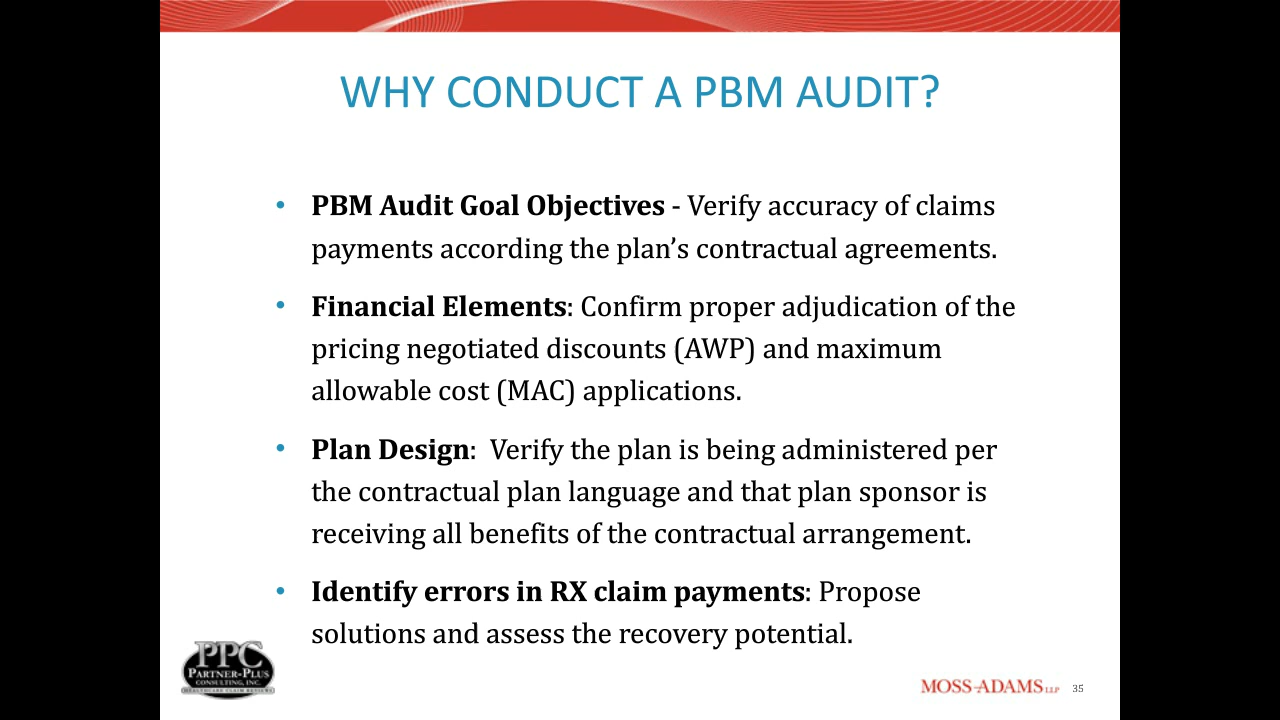 WHY CONDUCT A PBM AUDIT?
• PBM Audit Goal Objectives - Verify accuracy of claims
payments according the plan’s contractual agreements.
• Financial Elements: Confirm proper adjudication of the
pricing negotiated discounts (AWP) and maximum
allowable cost (MAC) applications.
• Plan Design:  Verify the plan is being administered per
the contractual plan language and that plan sponsor is
receiving all benefits of the contractual arrangement.
• Identify errors in RX claim payments: Propose
solutions and assess the recovery potential.
PPC
PARTNER-PLUS
CONSULTING, INC.
HEALTHCARE CLAIM REVIEWS
MOSS-ADAMS LLP 35